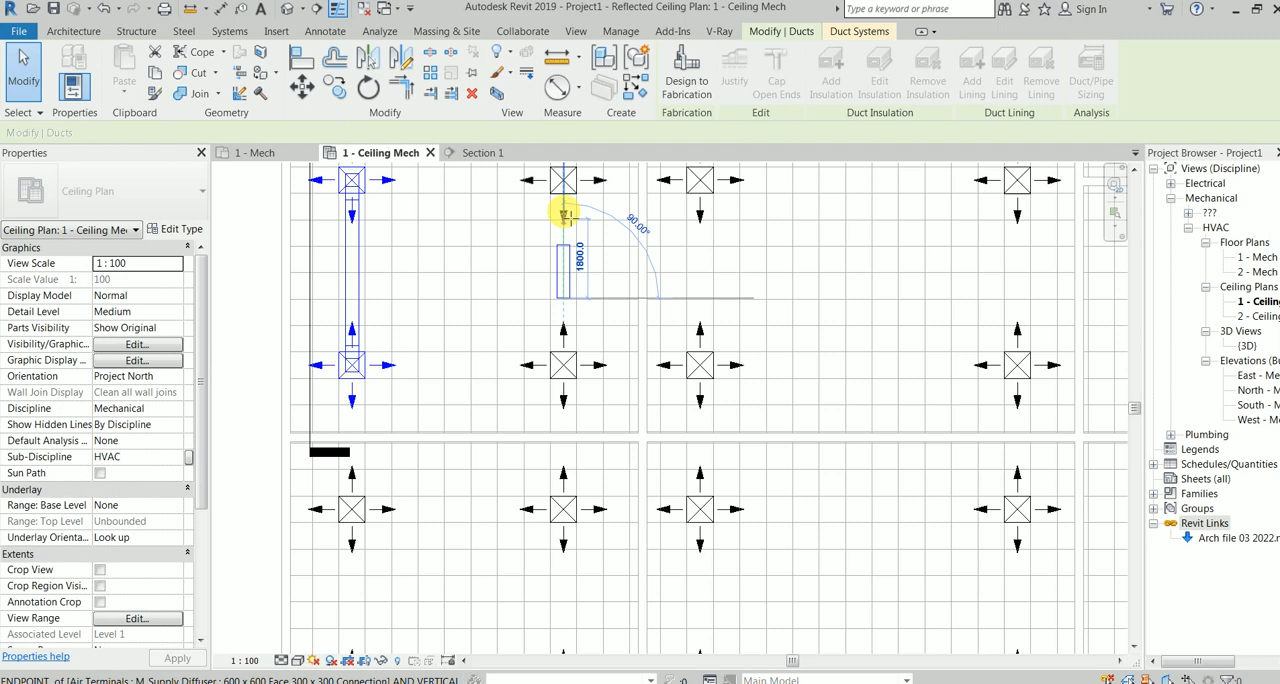 Autodesk Revit 2019 - Project1 - Reflected Ceiling Plan: 1 - Ceiling Mech
Type a keyword or phrase
Sign In
File Architecture Structure Steel Systems Insert Annotate Analyze Massing & Site Collaborate View Manage Add-Ins V-Ray Modify | Ducts Duct Systems
Modify
Paste
Cope
Cut
Join
Design to
Fabrication
Justify
Cap
Open Ends
Add
Insulation
Edit
Insulation
Remove
Insulation
Add
Lining
Edit
Lining
Remove
Lining
Duct/Pipe
Sizing
Select Properties Clipboard Geometry Modify View Measure Create Fabrication Edit Duct Insulation Duct Lining Analysis
Modify | Ducts
Properties
1 - Mech
1 - Ceiling Mech
Section 1
Project Browser - Project1
Ceiling Plan
Ceiling Plan: 1 - Ceiling Me
Edit Type
Graphics
View Scale 1 : 100
Scale Value 1: 100
Display Model Normal
Detail Level Medium
Parts Visibility Show Original
Visibility/Graphic... Edit...
Graphic Display ... Edit...
Orientation Project North
Wall Join Display Clean all wall joins
Discipline Mechanical
Show Hidden Lines By Discipline
Default Analysis ... None
Sub-Discipline HVAC
Sun Path
Underlay
Range: Base Level None
Range: Top Level Unbounded
Underlay Orienta... Look up
Extents
Crop View
Crop Region Visi...
Annotation Crop
View Range Edit...
Associated Level Level 1
Properties help
Apply
90.00°
1800.0
Views (Discipline)
Electrical
Mechanical
???
HVAC
Floor Plans
1 - Mech
2 - Mech
Ceiling Plans
1 - Ceiling
2 - Ceiling
3D Views
{3D}
Elevations (Bu
East - Me
North - M
South - M
West - M
Plumbing
Legends
Schedules/Quantities
Sheets (all)
Families
Groups
Revit Links
Arch file 03 2022.r
1 : 100
ENDPOINT of [Air Terminals : M_Supply Diffuser : 600 x 600 Face 300 x 300 Connection] AND VERTICAL
:0
Main Model
:0